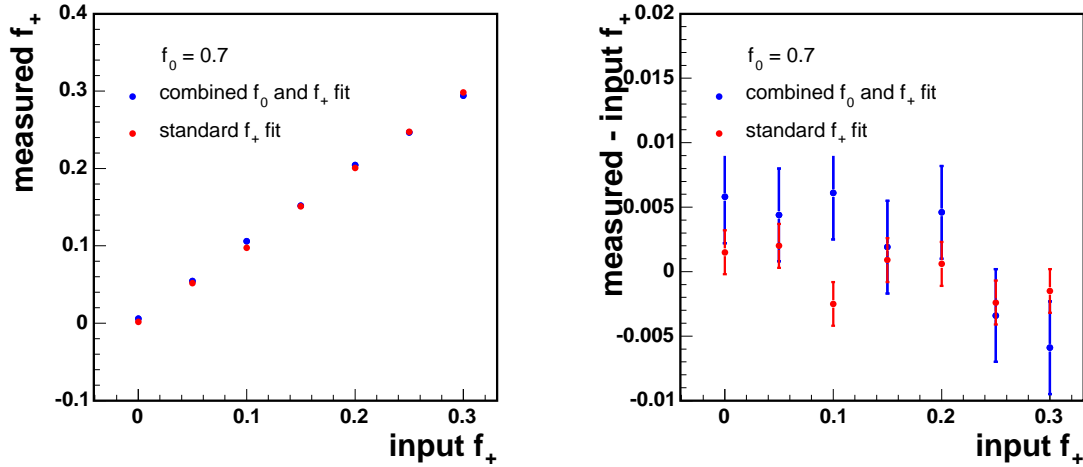 measured f+
0.4
0.3
0.2
0.1
0
-0.1
f0 = 0.7
combined f0 and f+ fit
standard f+ fit
0 0.1 0.2 0.3
input f+
measured - input f+
0.02
0.015
0.01
0.005
0
-0.005
-0.01
f0 = 0.7
combined f0 and f+ fit
standard f+ fit
0 0.1 0.2 0.3
input f+